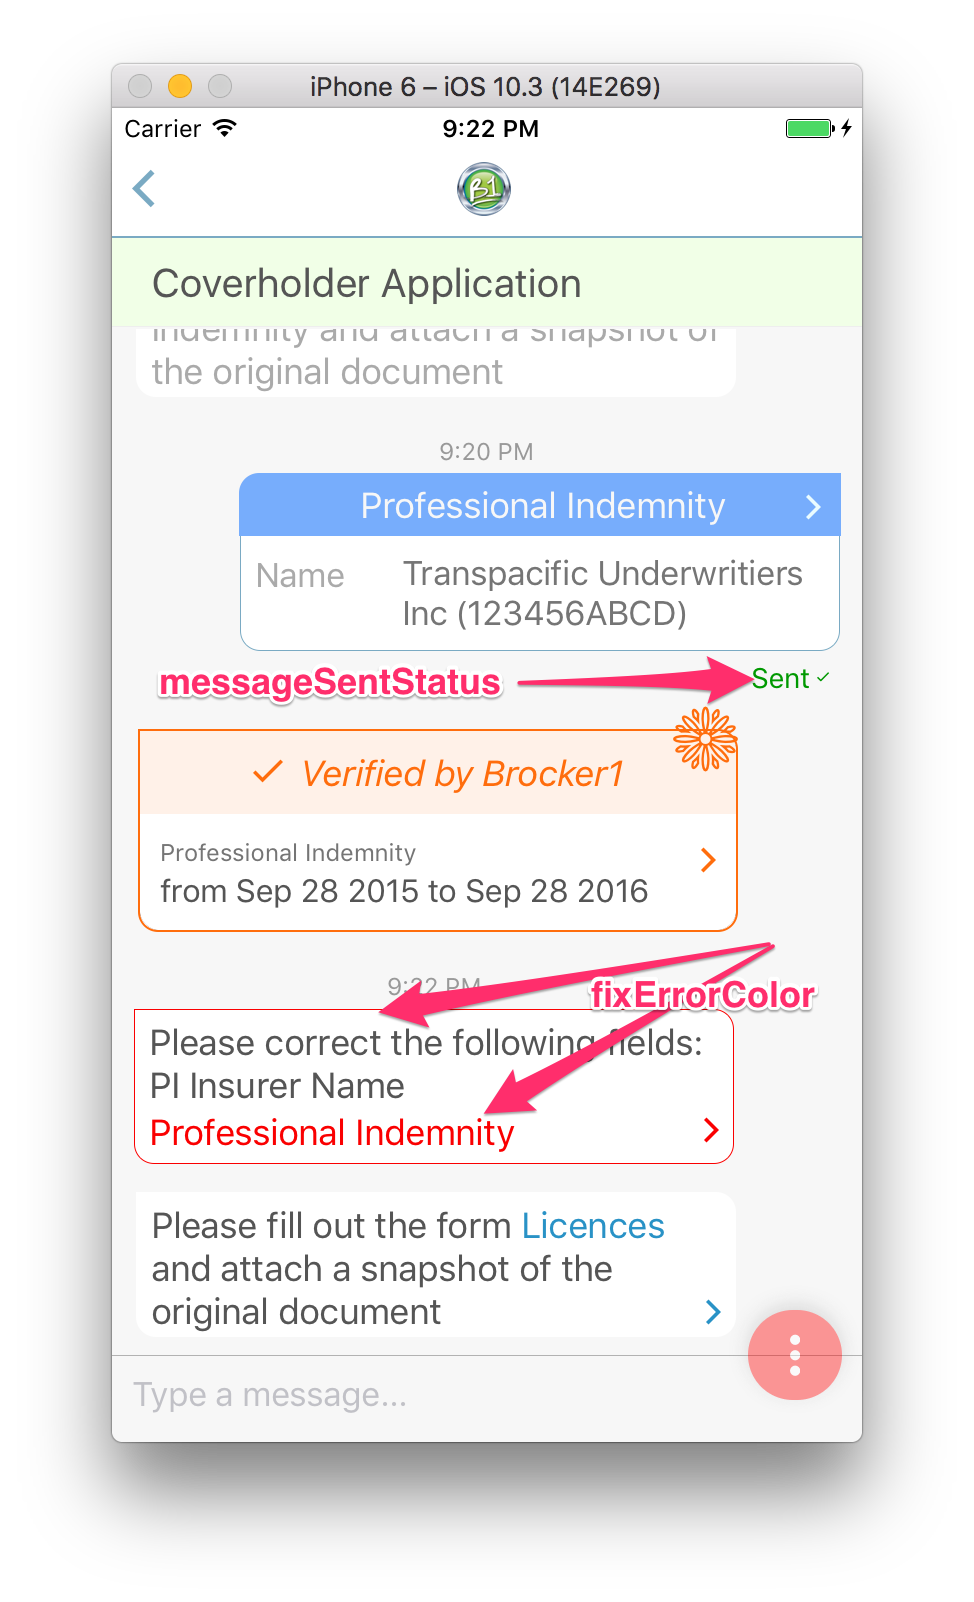 iPhone 6 – iOS 10.3 (14E269)
Carrier 9:22 PM
B1
Coverholder Application
indemnity and attach a snapshot of
the original document
9:20 PM
Professional Indemnity
Name Transpacific Underwritiers
Inc (123456ABCD)
messageSentStatus Sent
Verified by Brocker1
Professional Indemnity
from Sep 28 2015 to Sep 28 2016
9:22 PM
fixErrorColor
Please correct the following fields:
PI Insurer Name
Professional Indemnity
Please fill out the form Licences
and attach a snapshot of the
original document
Type a message...